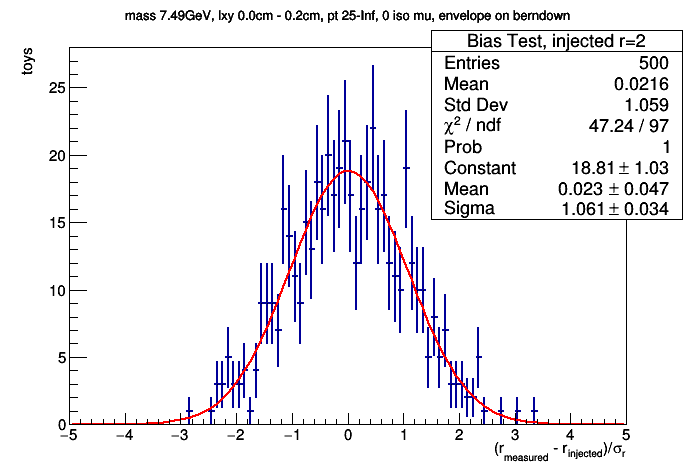 mass 7.49GeV, lxy 0.0cm - 0.2cm, pt 25-Inf, 0 iso mu, envelope on berndown
Bias Test, injected r=2
Entries 500
Mean 0.0216
Std Dev 1.059
χ² / ndf 47.24 / 97
Prob 1
Constant 18.81 ± 1.03
Mean 0.023 ± 0.047
Sigma 1.061 ± 0.034
toys
25
20
15
10
5
0
−5 −4 −3 −2 −1 0 1 2 3 4 5
(r_measured - r_injected)/σ_r